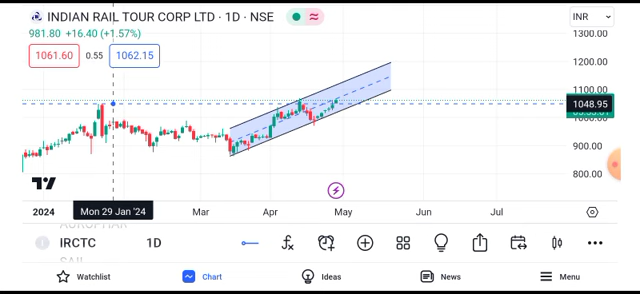 INDIAN RAIL TOUR CORP LTD · 1D · NSE
INR
981.80 +16.40 (+1.57%)
1300.00
1061.60 0.55 1062.15
1200.00
1100.00
1048.95
1000.00
900.00
800.00
2024 Mon 29 Jan '24 Mar Apr May Jun Jul
IRCTC 1D
Watchlist Chart Ideas News Menu